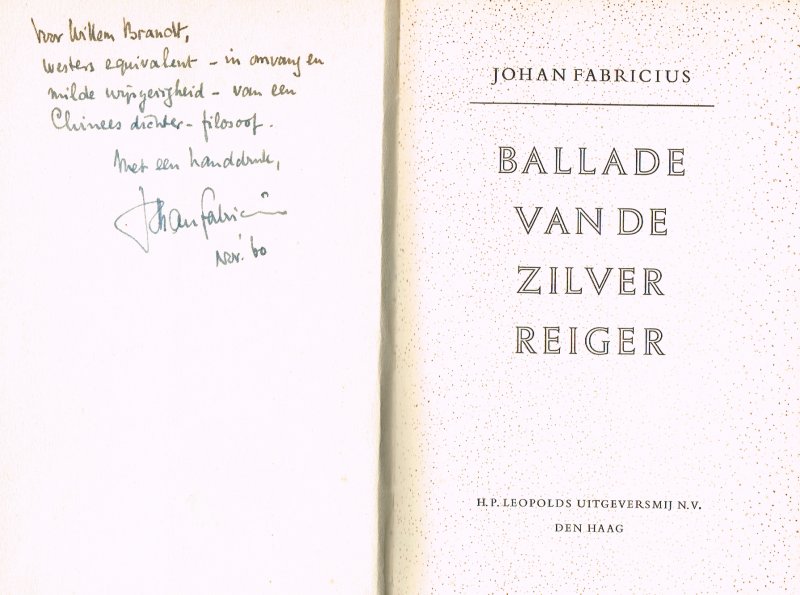 Voor Willem Brandt,
westers equivalent - in omvang en
milde wijsgerigheid - van een
Chinees dichter - filosoof.
Met een handdruk,
Johan Fabricius
Nov. '60
JOHAN FABRICIUS
BALLADE
VAN DE
ZILVER
REIGER
H. P. LEOPOLDS UITGEVERSMIJ N. V.
DEN HAAG